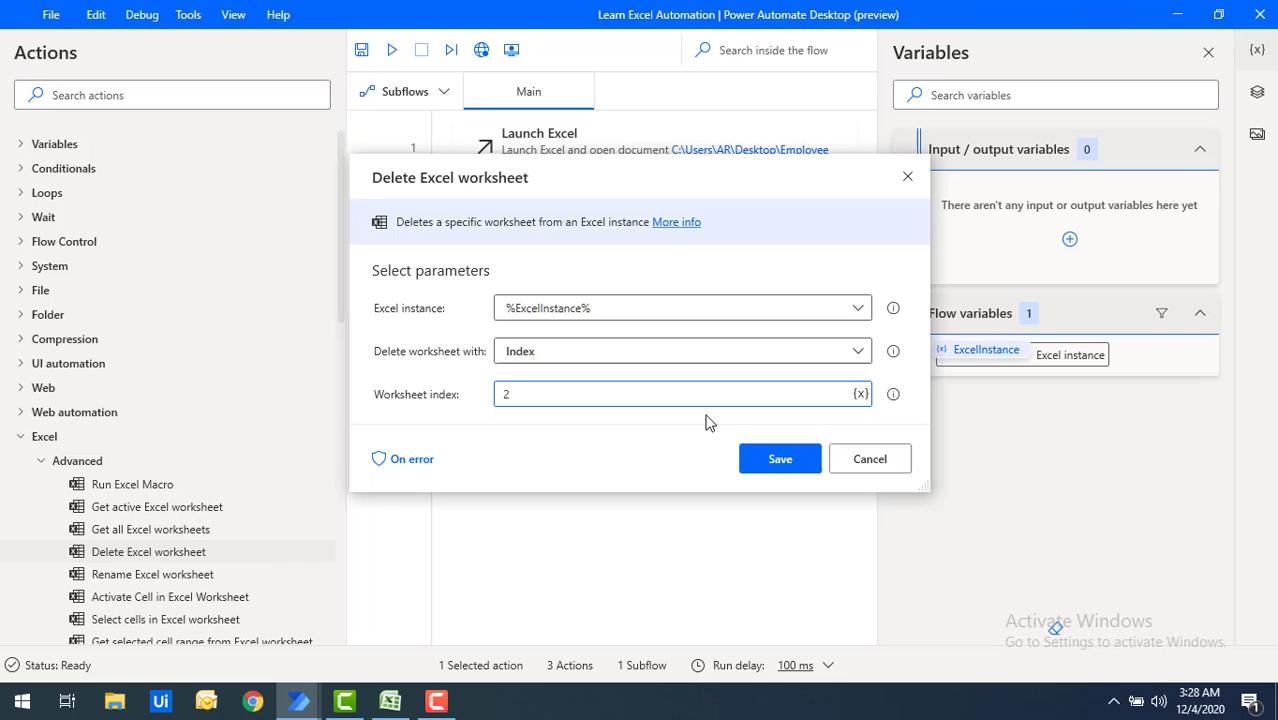 File Edit Debug Tools View Help Learn Excel Automation | Power Automate Desktop (preview)
Actions
Search actions
Variables
Conditionals
Loops
Wait
Flow Control
System
File
Folder
Compression
UI automation
Web
Web automation
Excel
Advanced
Run Excel Macro
Get active Excel worksheet
Get all Excel worksheets
Delete Excel worksheet
Rename Excel worksheet
Activate Cell in Excel Worksheet
Select cells in Excel worksheet
Get selected cell range from Excel worksheet
Search inside the flow
Subflows Main
1 Launch Excel
Launch Excel and open document C:\Users\AR\Desktop\Employee
Delete Excel worksheet
Deletes a specific worksheet from an Excel instance More info
Select parameters
Excel instance: %ExcelInstance%
Delete worksheet with: Index
Worksheet index: 2 {x}
On error Save Cancel
Variables {x}
Search variables
Input / output variables 0
There aren't any input or output variables here yet
Flow variables 1
(x) ExcelInstance Excel instance
Activate Windows
Go to Settings to activate Windows.
Status: Ready 1 Selected action 3 Actions 1 Subflow Run delay: 100 ms
Ui C C 3:28 AM
12/4/2020 1